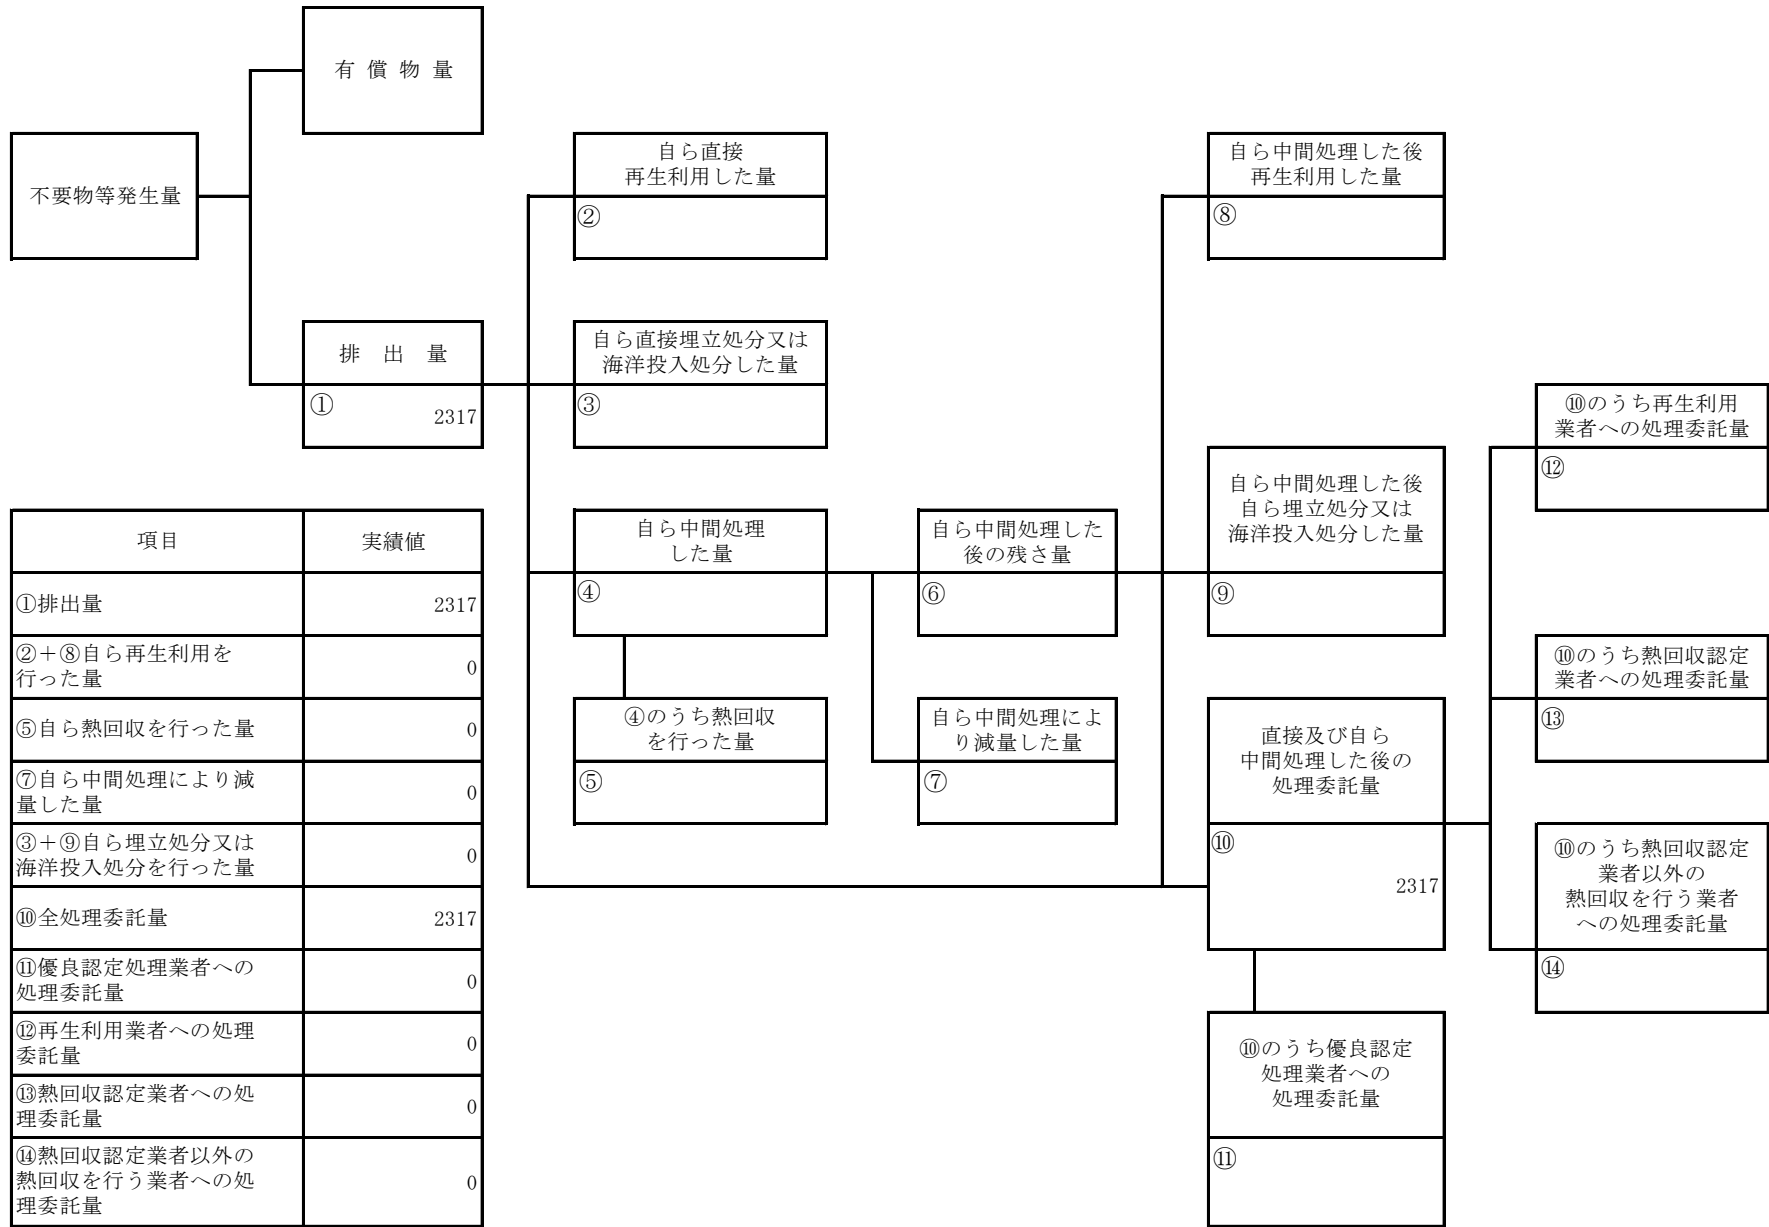 有 償 物 量
不要物等発生量
排 出 量
①
2317
自ら直接
再生利用した量
②
自ら直接埋立処分又は
海洋投入処分した量
③
自ら中間処理
した量
④
④のうち熱回収
を行った量
⑤
自ら中間処理した
後の残さ量
⑥
自ら中間処理によ
り減量した量
⑦
自ら中間処理した後
再生利用した量
⑧
自ら中間処理した後
自ら埋立処分又は
海洋投入処分した量
⑨
直接及び自ら
中間処理した後の
処理委託量
⑩
2317
⑩のうち優良認定
処理業者への
処理委託量
⑪
⑩のうち再生利用
業者への処理委託量
⑫
⑩のうち熱回収認定
業者への処理委託量
⑬
⑩のうち熱回収認定
業者以外の
熱回収を行う業者
への処理委託量
⑭
項目 実績値
①排出量 2317
②＋⑧自ら再生利用を
行った量 0
⑤自ら熱回収を行った量 0
⑦自ら中間処理により減
量した量 0
③＋⑨自ら埋立処分又は
海洋投入処分を行った量 0
⑩全処理委託量 2317
⑪優良認定処理業者への
処理委託量 0
⑫再生利用業者への処理
委託量 0
⑬熱回収認定業者への処
理委託量 0
⑭熱回収認定業者以外の
熱回収を行う業者への処
理委託量 0